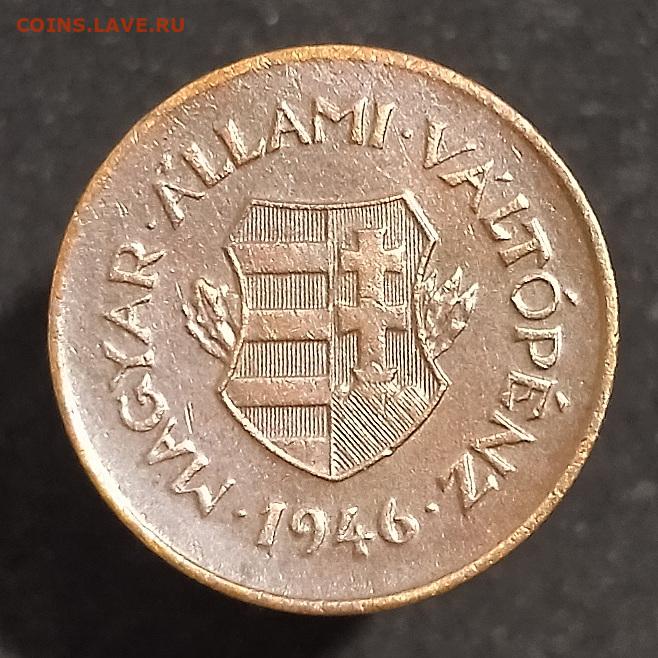 COINS.LAVE.RU
MAGYAR · ÁLLAMI · VÁLTÓPÉNZ
· 1946 ·